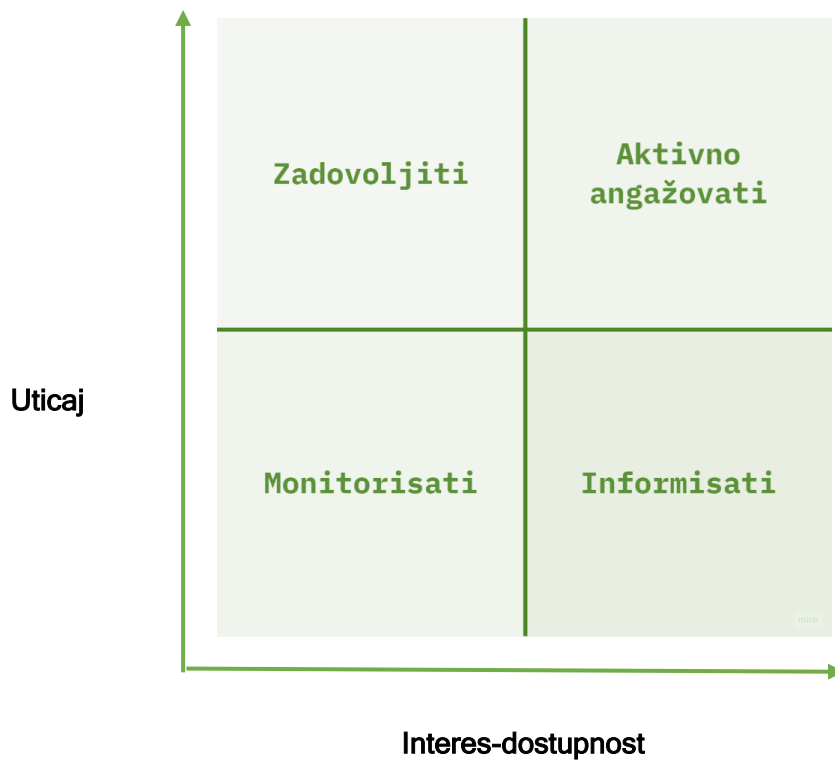 Zadovoljiti
Aktivno
angažovati
Uticaj
Monitorisati
Informisati
miro
Interes-dostupnost